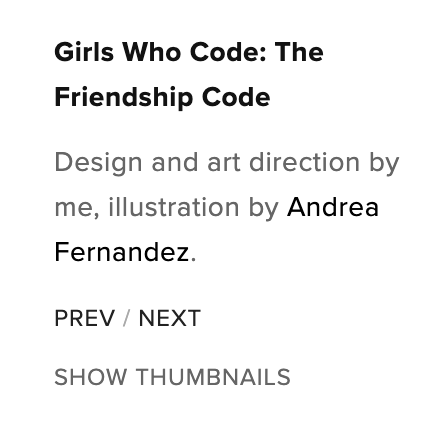 Girls Who Code: The
Friendship Code
Design and art direction by
me, illustration by Andrea
Fernandez.
PREV / NEXT
SHOW THUMBNAILS